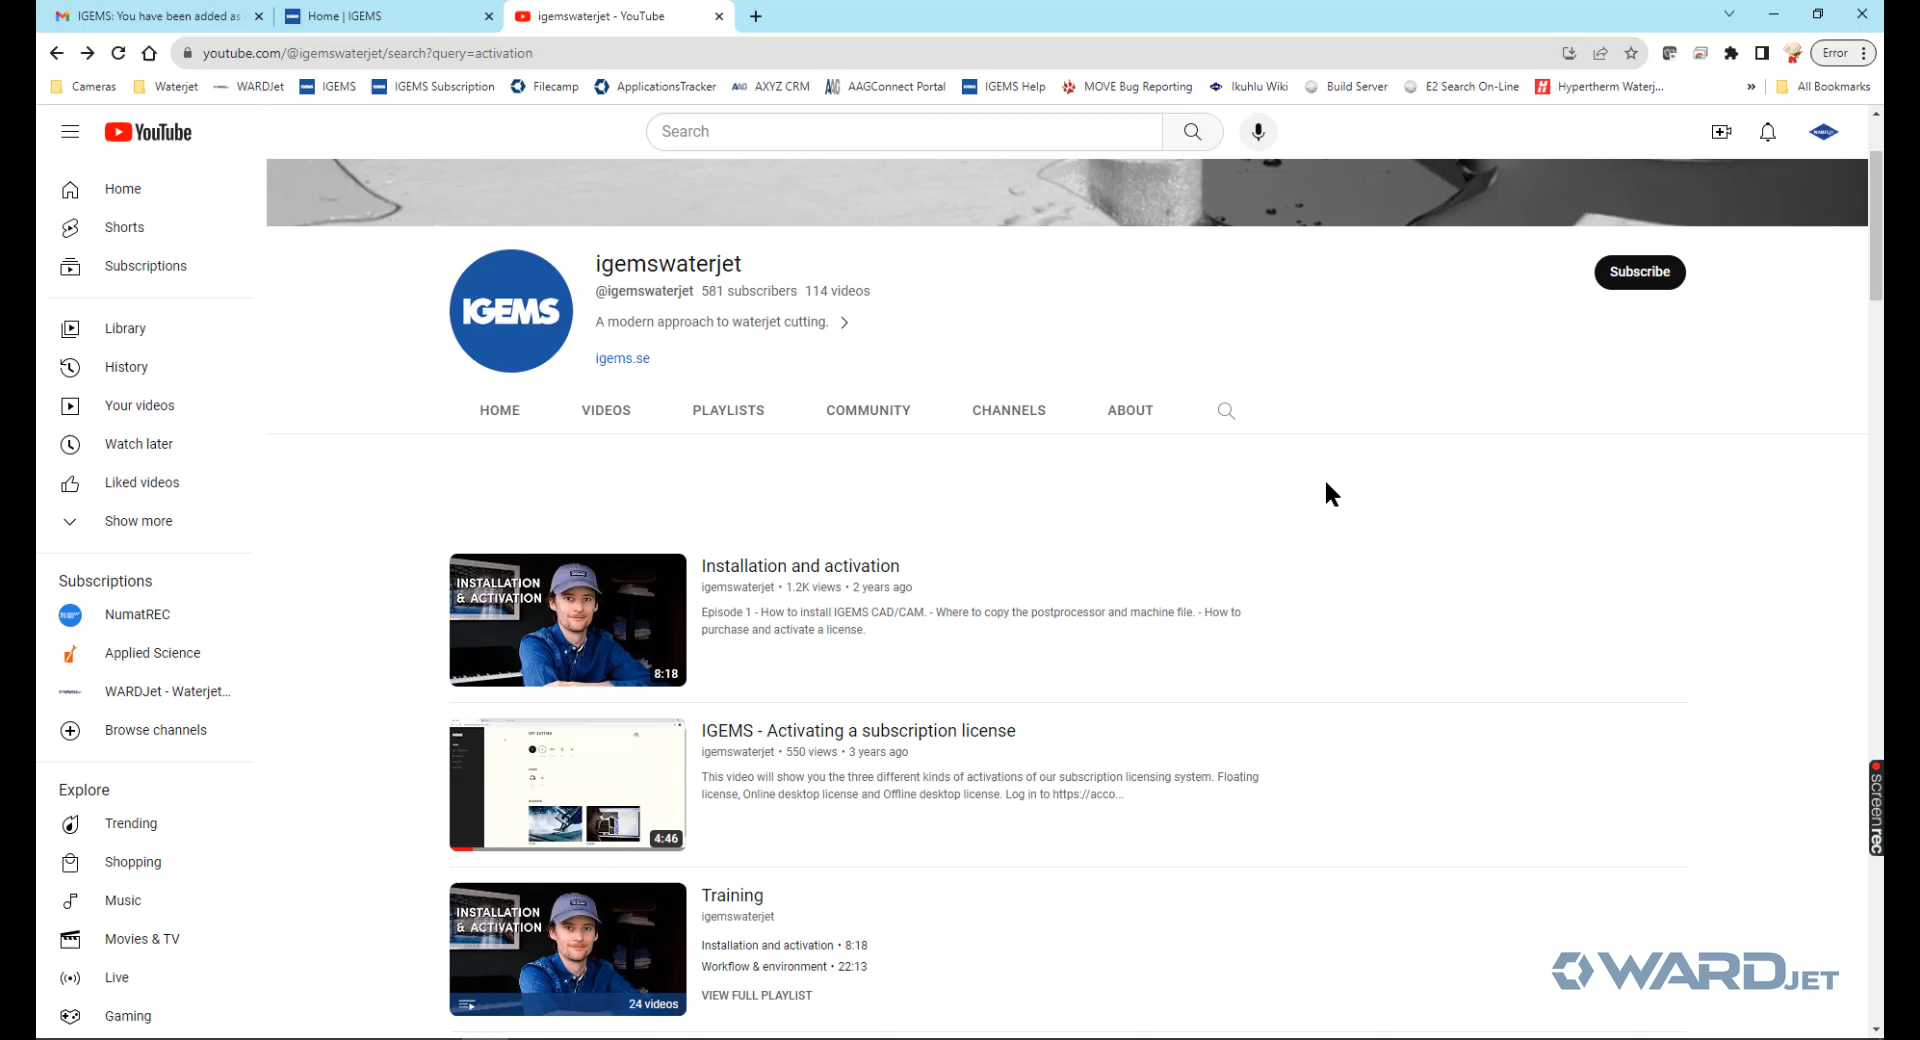 IGEMS: You have been added as
Home | IGEMS
igemswaterjet - YouTube
youtube.com/@igemswaterjet/search?query=activation
Error
Cameras
Waterjet
WARDJet
IGEMS
IGEMS Subscription
Filecamp
ApplicationsTracker
AXYZ CRM
AAGConnect Portal
IGEMS Help
MOVE Bug Reporting
Ikuhlu Wiki
Build Server
E2 Search On-Line
Hypertherm Waterj...
»
All Bookmarks
YouTube
Search
Home
Shorts
Subscriptions
Library
History
Your videos
Watch later
Liked videos
Show more
Subscriptions
NumatREC
Applied Science
WARDJet - Waterjet...
Browse channels
Explore
Trending
Shopping
Music
Movies & TV
Live
Gaming
IGEMS
igemswaterjet
@igemswaterjet 581 subscribers 114 videos
A modern approach to waterjet cutting.
igems.se
Subscribe
HOME
VIDEOS
PLAYLISTS
COMMUNITY
CHANNELS
ABOUT
INSTALLATION
& ACTIVATION
8:18
Installation and activation
igemswaterjet • 1.2K views • 2 years ago
Episode 1 - How to install IGEMS CAD/CAM. - Where to copy the postprocessor and machine file. - How to
purchase and activate a license.
4:46
IGEMS - Activating a subscription license
igemswaterjet • 550 views • 3 years ago
This video will show you the three different kinds of activations of our subscription licensing system. Floating
license, Online desktop license and Offline desktop license. Log in to https://acco...
INSTALLATION
& ACTIVATION
24 videos
Training
igemswaterjet
Installation and activation • 8:18
Workflow & environment • 22:13
VIEW FULL PLAYLIST
screenrec
WARDJET